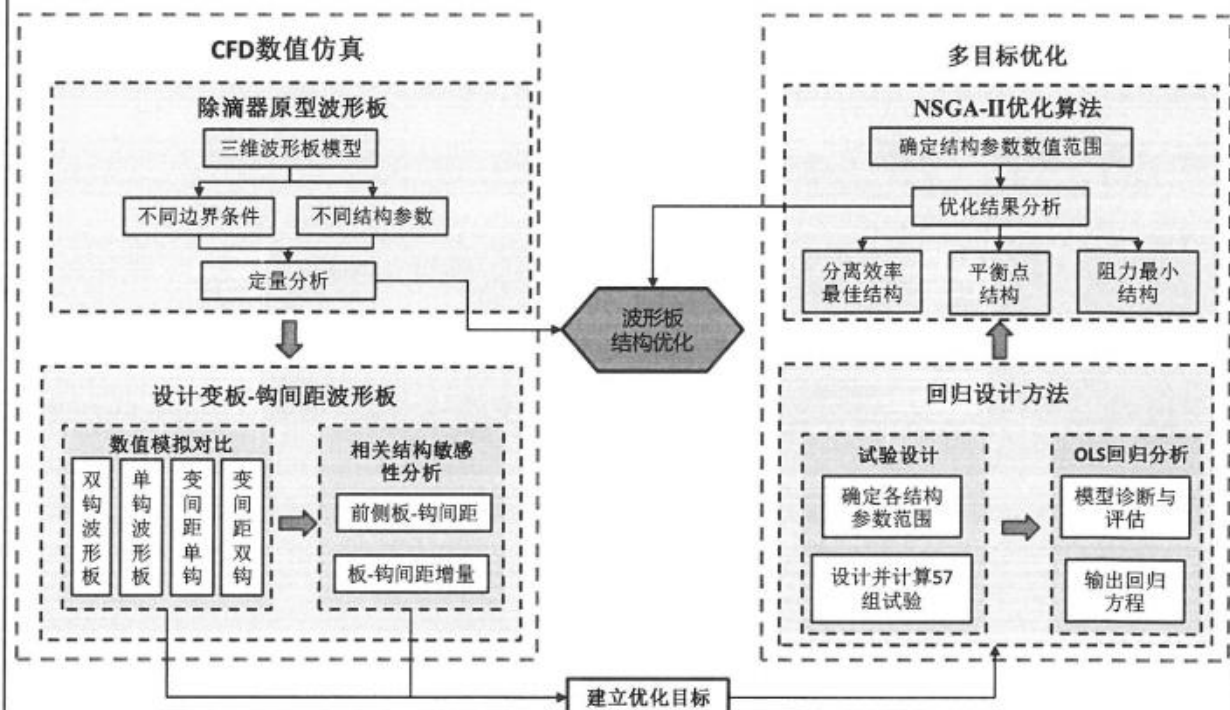 CFD数值仿真
除滴器原型波形板
三维波形板模型
不同边界条件
不同结构参数
定量分析
设计变板-钩间距波形板
数值模拟对比
双钩波形板
单钩波形板
变间距单钩
变间距双钩
相关结构敏感
性分析
前侧板-钩间距
板-钩间距增量
波形板
结构优化
建立优化目标
多目标优化
NSGA-II优化算法
确定结构参数数值范围
优化结果分析
分离效率
最佳结构
平衡点
结构
阻力最小
结构
回归设计方法
试验设计
确定各结构
参数范围
设计并计算57
组试验
OLS回归分析
模型诊断与
评估
输出回归
方程